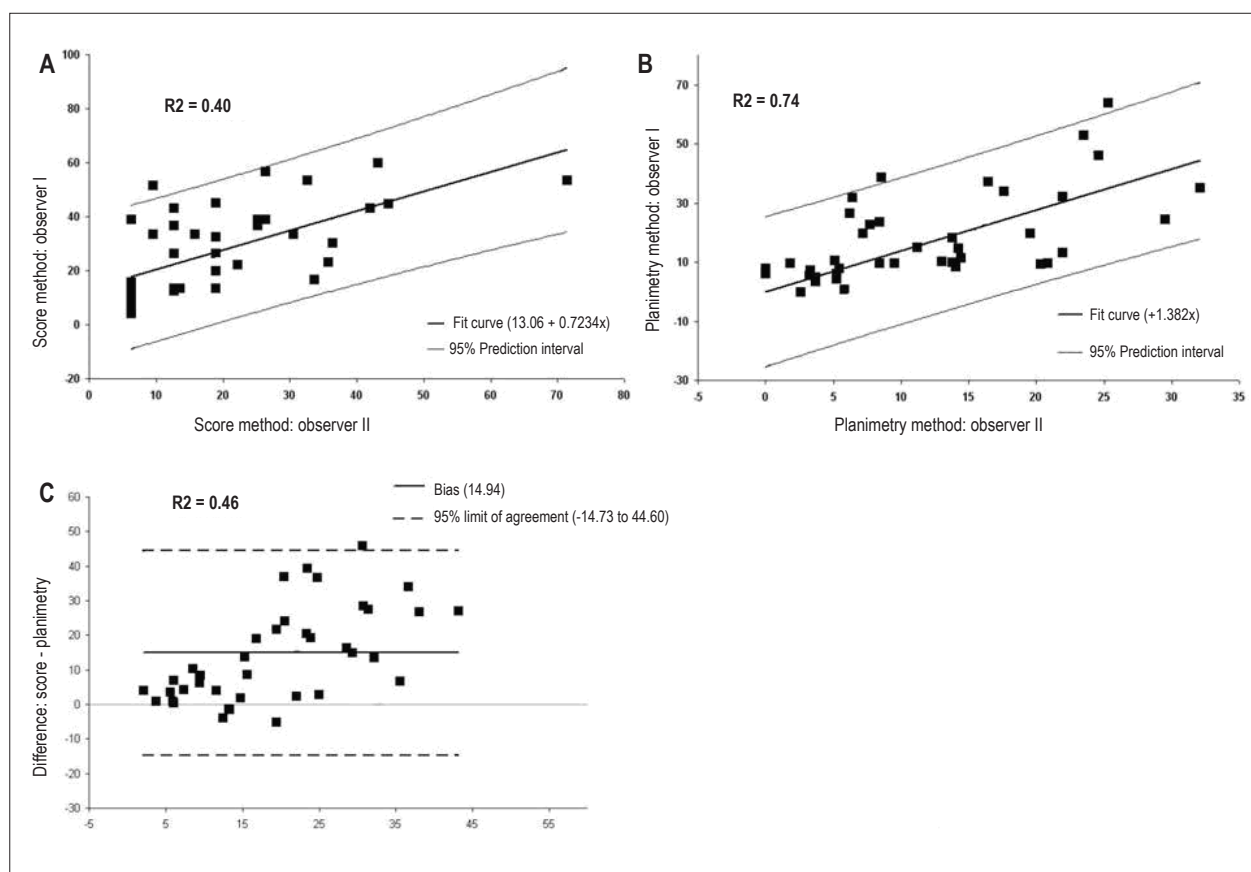 A
R2 = 0.40
Score method: observer I
100
80
60
40
20
0
-20
0 10 20 30 40 50 60 70 80
Fit curve (13.06 + 0.7234x)
95% Prediction interval
Score method: observer II
B
R2 = 0.74
Planimetry method: observer I
70
50
30
10
-10
-30
-5 0 5 10 15 20 25 30 35
Fit curve (+1.382x)
95% Prediction interval
Planimetry method: observer II
C
R2 = 0.46
Bias (14.94)
95% limit of agreement (-14.73 to 44.60)
Difference: score - planimetry
60
50
40
30
20
10
0
-10
-20
-30
-5 5 15 25 35 45 55